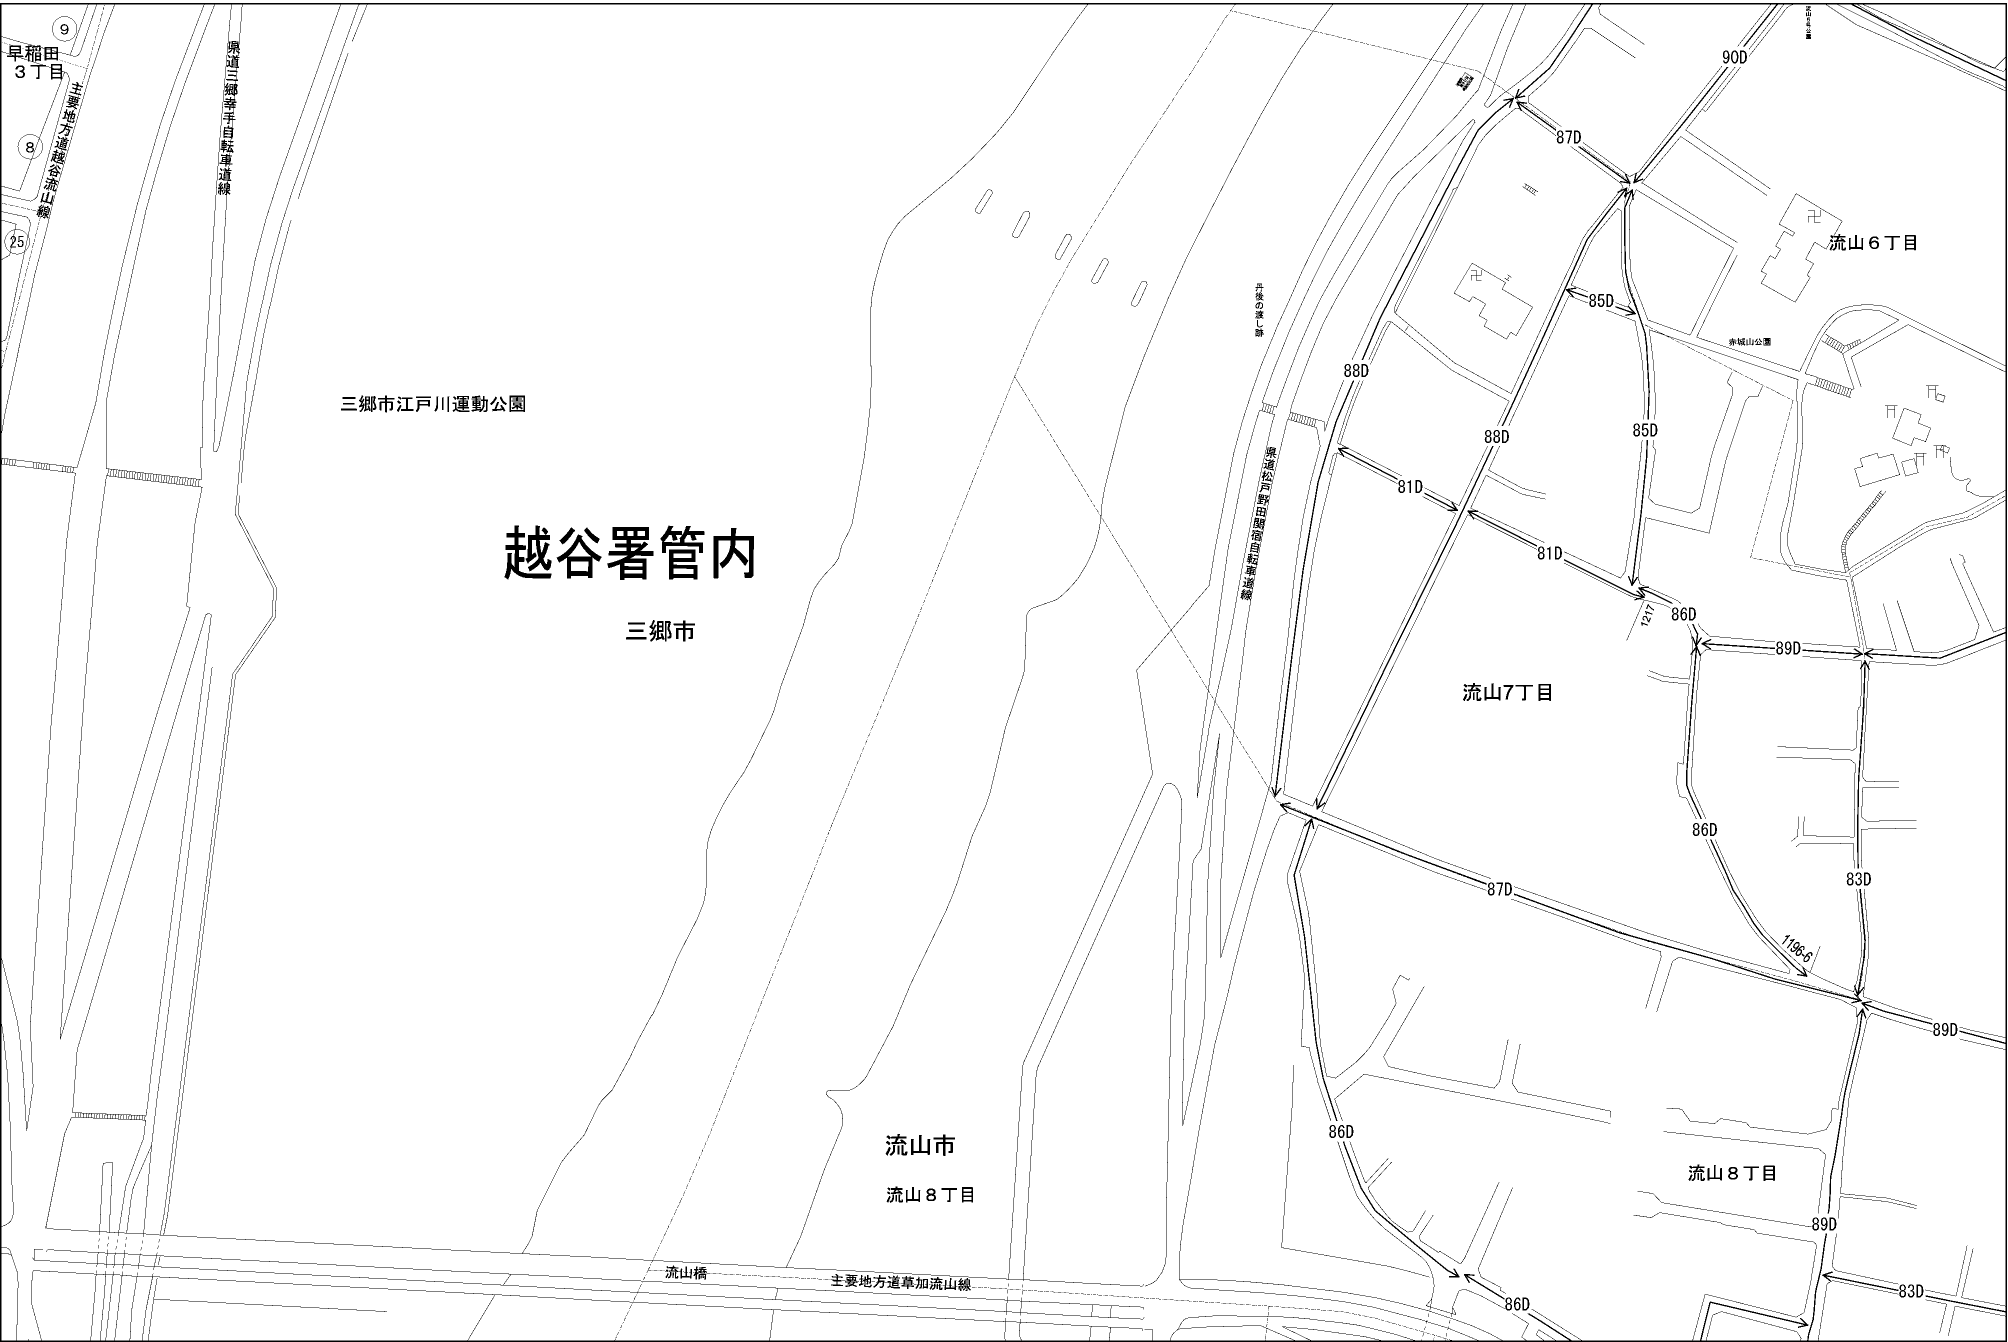 9
早稲田
３丁目
主要地方道越谷流山線
県道三郷幸手自転車道線
8
25
90D
87D
流山６丁目
丹後の渡し跡
85D
赤城山公園
88D
三郷市江戸川運動公園
88D
85D
県道松戸野田関宿自転車道線
81D
越谷署管内
81D
三郷市
1217
86D
89D
流山7丁目
86D
83D
87D
1196-6
89D
86D
流山市
流山８丁目
流山８丁目
89D
流山橋
主要地方道草加流山線
83D
86D